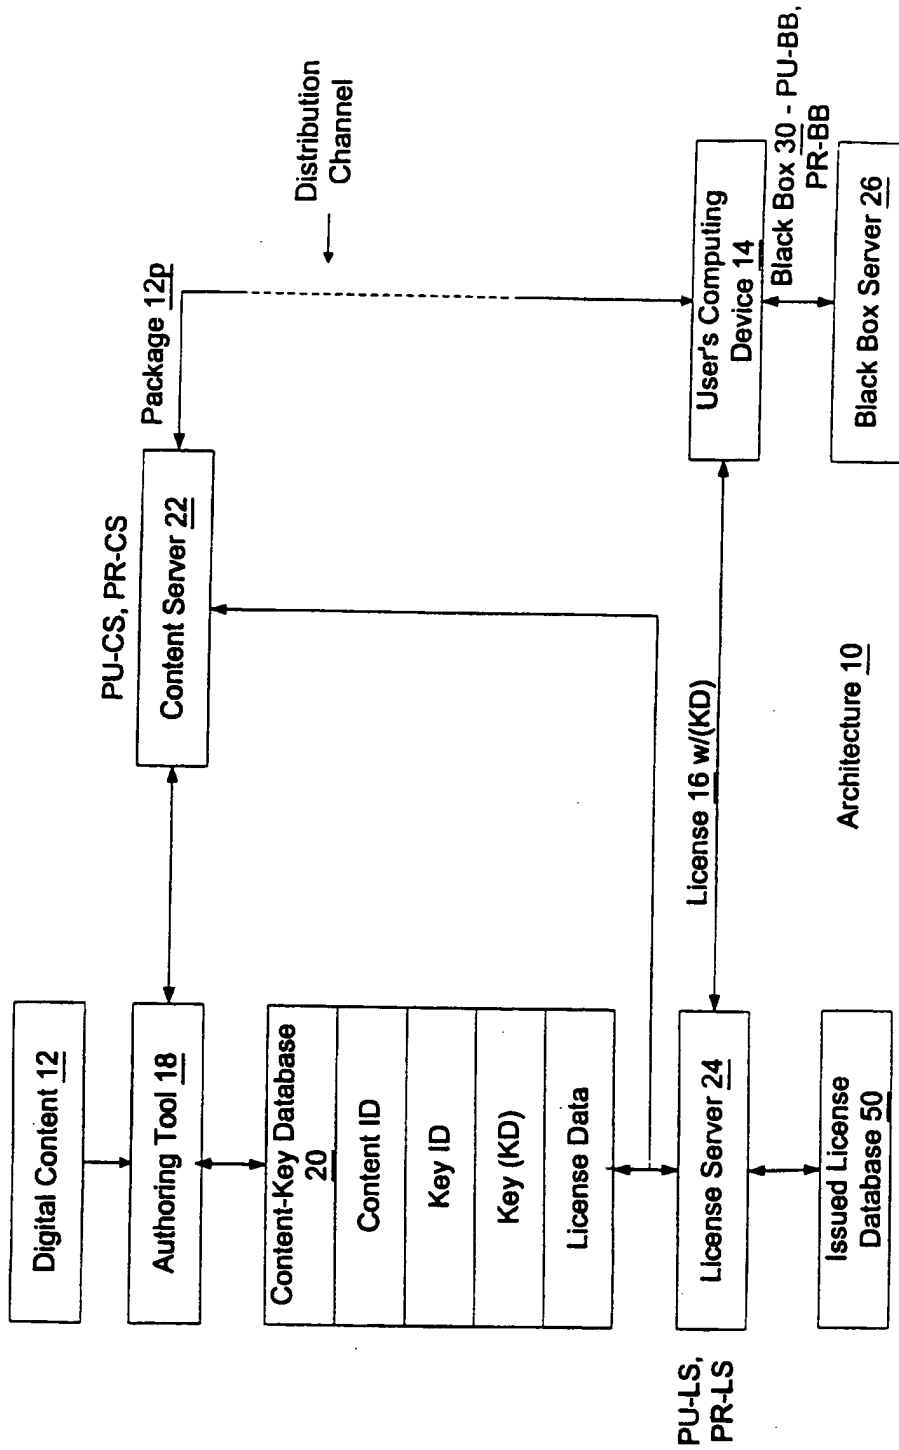 Digital Content 12
Authoring Tool 18
Content-Key Database
20
Content ID
Key ID
Key (KD)
License Data
PU-LS,
PR-LS
License Server 24
Issued License
Database 50
PU-CS, PR-CS
Content Server 22
Package 12p
Distribution
Channel
License 16 w/(KD)
User's Computing
Device 14
Black Box 30 - PU-BB,
PR-BB
Black Box Server 26
Architecture 10